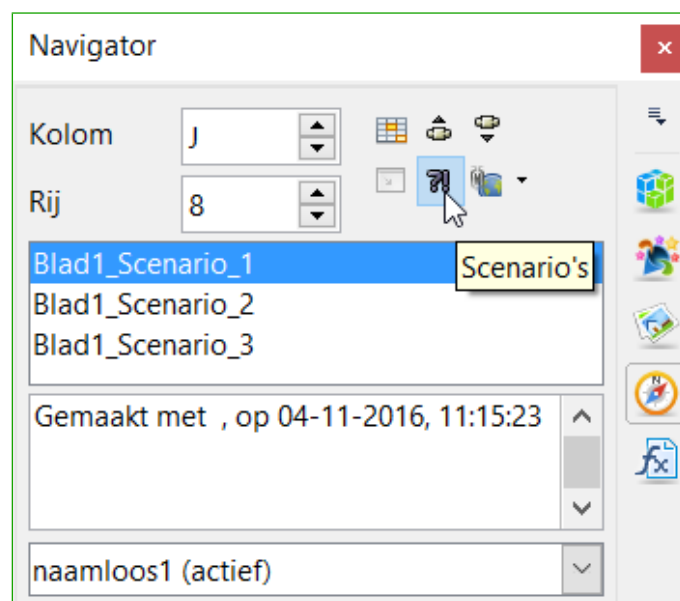 Navigator
Kolom J
Rij 8
Scenario's
Blad1_Scenario_1
Blad1_Scenario_2
Blad1_Scenario_3
Gemaakt met , op 04-11-2016, 11:15:23
naamloos1 (actief)